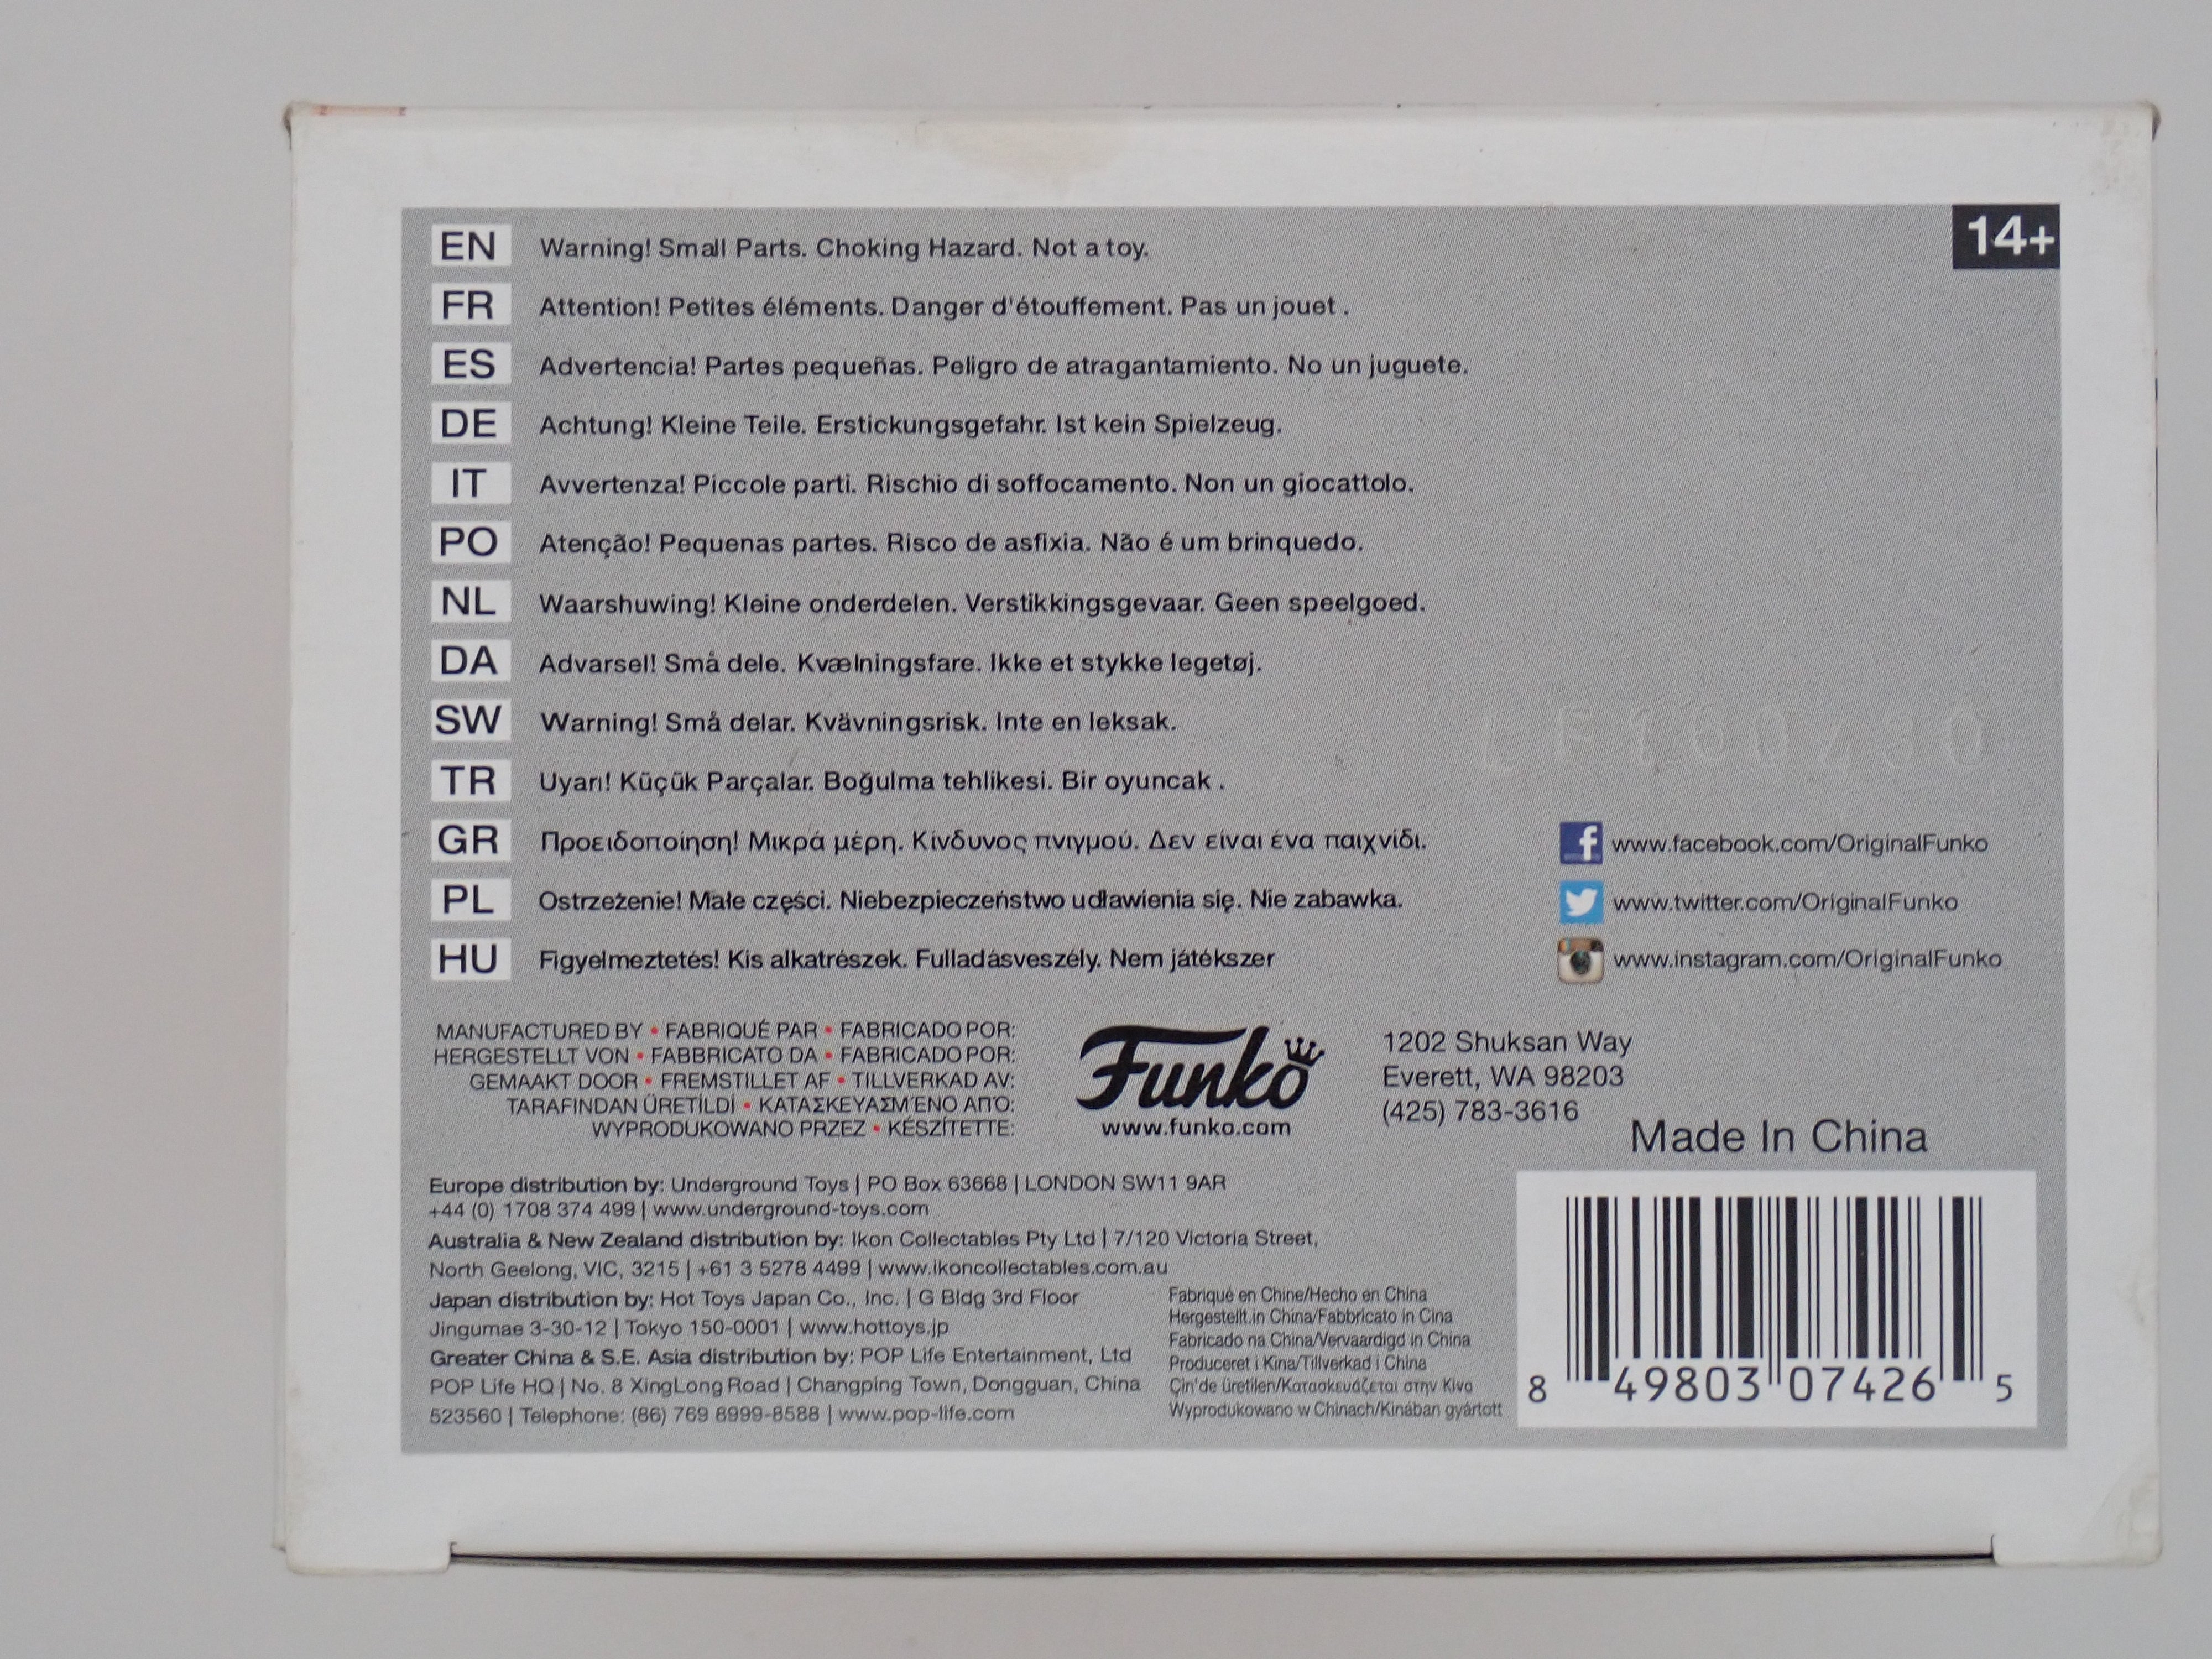 14+
EN Warning! Small Parts. Choking Hazard. Not a toy.
FR Attention! Petites éléments. Danger d'étouffement. Pas un jouet .
ES Advertencia! Partes pequeñas. Peligro de atragantamiento. No un juguete.
DE Achtung! Kleine Teile. Erstickungsgefahr. Ist kein Spielzeug.
IT Avvertenza! Piccole parti. Rischio di soffocamento. Non un giocattolo.
PO Atenção! Pequenas partes. Risco de asfixia. Não é um brinquedo.
NL Waarshuwing! Kleine onderdelen. Verstikkingsgevaar. Geen speelgoed.
DA Advarsel! Små dele. Kvælningsfare. Ikke et stykke legetøj.
SW Warning! Små delar. Kvävningsrisk. Inte en leksak.
TR Uyarı! Küçük Parçalar. Boğulma tehlikesi. Bir oyuncak .
GR Προειδοποίηση! Μικρά μέρη. Κίνδυνος πνιγμού. Δεν είναι ένα παιχνίδι.
PL Ostrzeżenie! Małe części. Niebezpieczeństwo udławienia się. Nie zabawka.
HU Figyelmeztetés! Kis alkatrészek. Fulladásveszély. Nem játékszer
www.facebook.com/OriginalFunko
www.twitter.com/OriginalFunko
www.instagram.com/OriginalFunko
MANUFACTURED BY • FABRIQUÉ PAR • FABRICADO POR:
HERGESTELLT VON • FABBRICATO DA • FABRICADO POR:
GEMAAKT DOOR • FREMSTILLET AF • TILLVERKAD AV:
TARAFINDAN ÜRETİLDİ • ΚΑΤΑΣΚΕΥΑΣΜΈΝΟ ΑΠΌ:
WYPRODUKOWANO PRZEZ • KÉSZÍTETTE:
Funko
www.funko.com
1202 Shuksan Way
Everett, WA 98203
(425) 783-3616
Made In China
Europe distribution by: Underground Toys | PO Box 63668 | LONDON SW11 9AR
+44 (0) 1708 374 499 | www.underground-toys.com
Australia & New Zealand distribution by: Ikon Collectables Pty Ltd | 7/120 Victoria Street,
North Geelong, VIC, 3215 | +61 3 5278 4499 | www.ikoncollectables.com.au
Japan distribution by: Hot Toys Japan Co., Inc. | G Bldg 3rd Floor
Jingumae 3-30-12 | Tokyo 150-0001 | www.hottoys.jp
Greater China & S.E. Asia distribution by: POP Life Entertainment, Ltd
POP Life HQ | No. 8 XingLong Road | Changping Town, Dongguan, China
523560 | Telephone: (86) 769 8999-8588 | www.pop-life.com
Fabriqué en Chine/Hecho en China
Hergestellt.in China/Fabbricato in Cina
Fabricado na China/Vervaardigd in China
Produceret i Kina/Tillverkad i China
Çin'de üretilen/Κατασκευάζεται στην Κίνα
Wyprodukowano w Chinach/Kínában gyártott
8 49803 07426 5